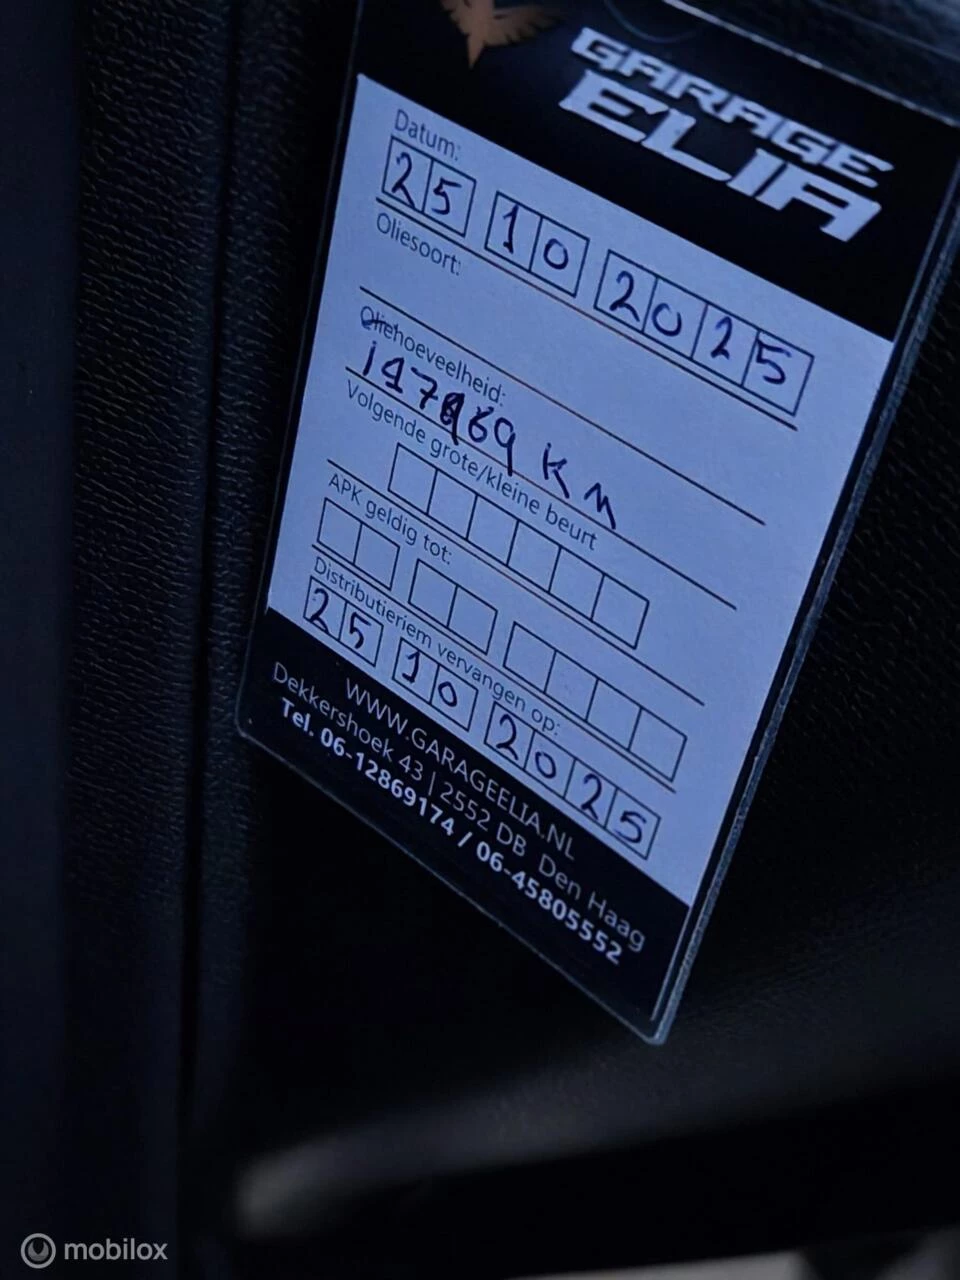 GARAGE
ELIA
Datum:
25 10 2025
Oliesoort:
Oliehoeveelheid:
KM
Volgende grote/kleine beurt
APK geldig tot:
Distributieriem vervangen op:
25 10 2025
WWW.GARAGEELIA.NL
Dekkershoek 43 | 2552 DB Den Haag
Tel. 06-12869174 / 06-45805552
mobilox